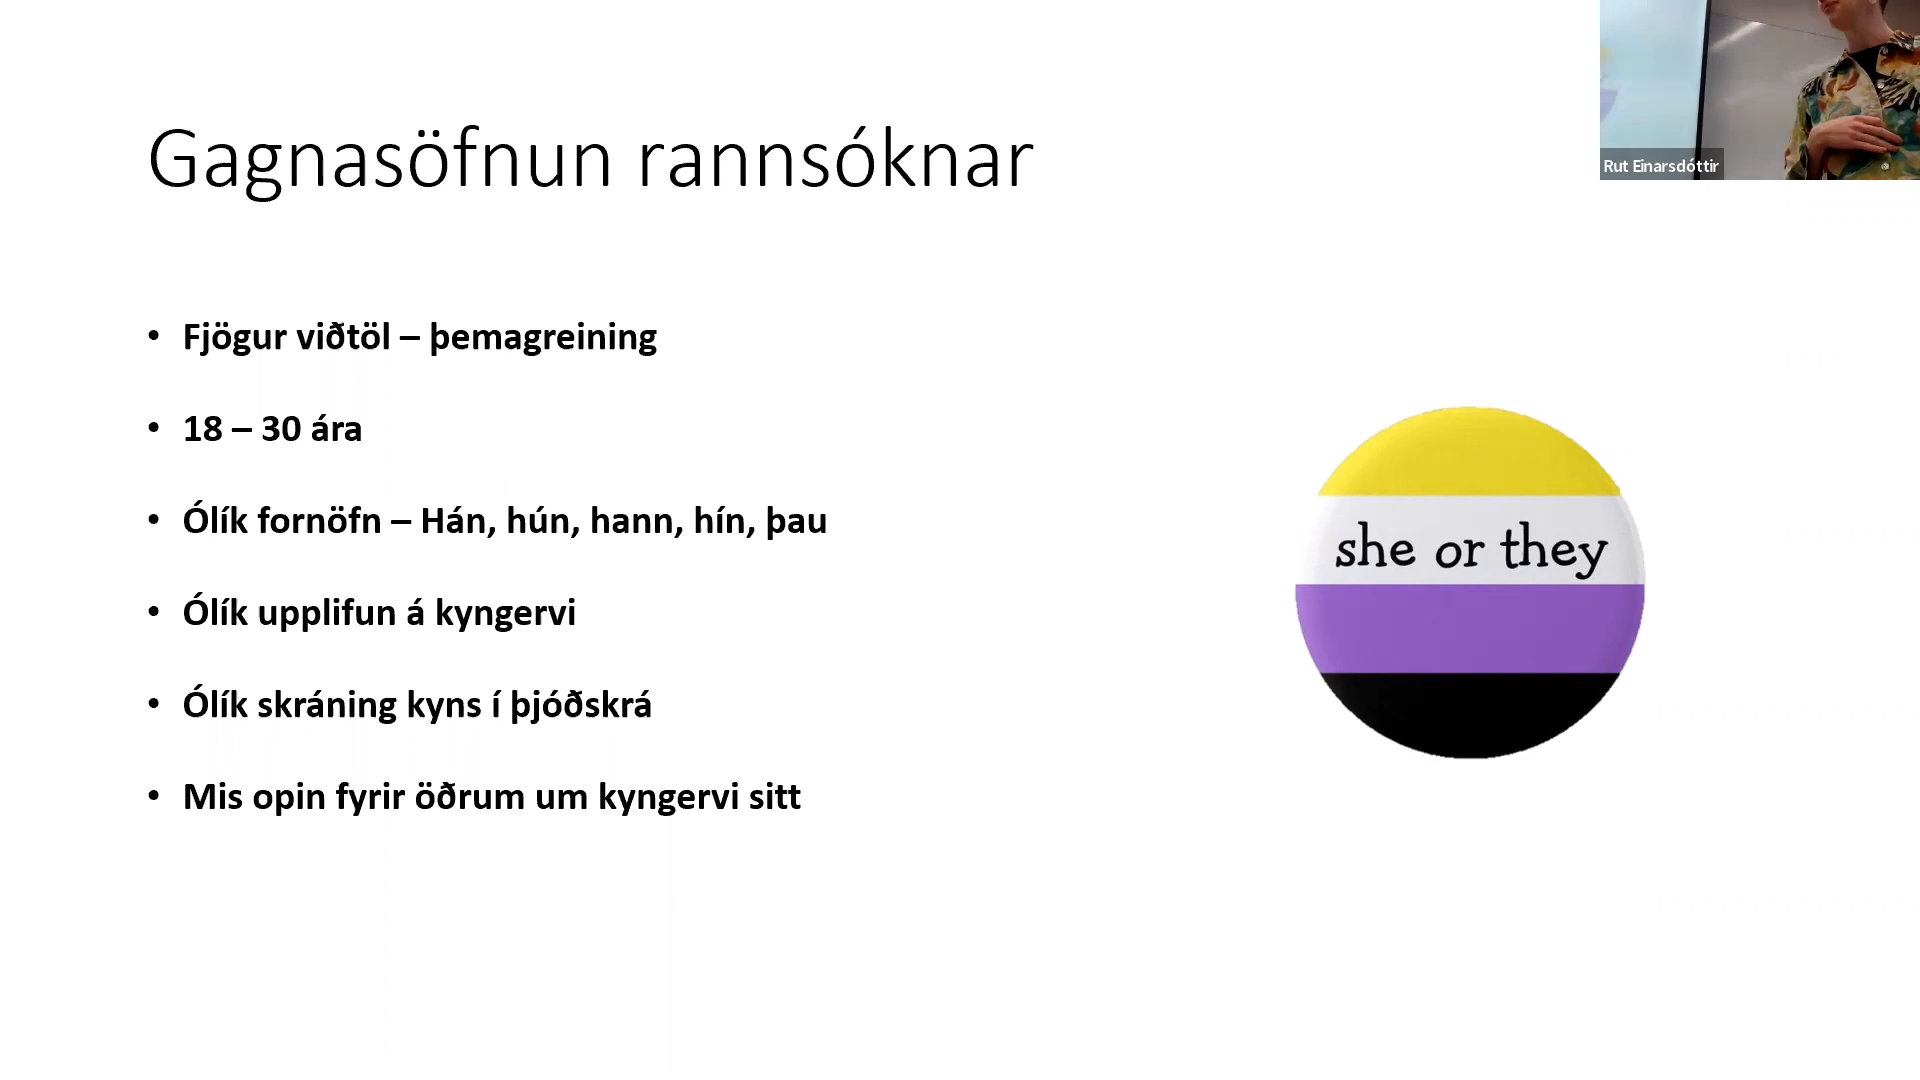 Gagnasöfnun rannsóknar
Rut Einarsdóttir
• Fjögur viðtöl – þemagreining
• 18 – 30 ára
• Ólík fornöfn – Hán, hún, hann, hín, þau
• Ólík upplifun á kyngervi
• Ólík skráning kyns í þjóðskrá
• Mis opin fyrir öðrum um kyngervi sitt
she or they